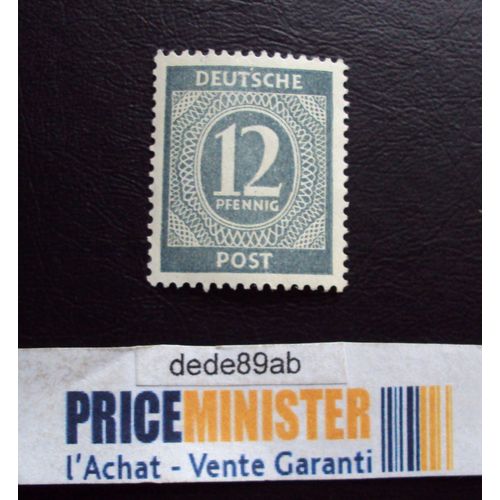 DEUTSCHE
12
PFENNIG
POST
dede89ab
PRICEMINISTER
l'Achat - Vente Garanti